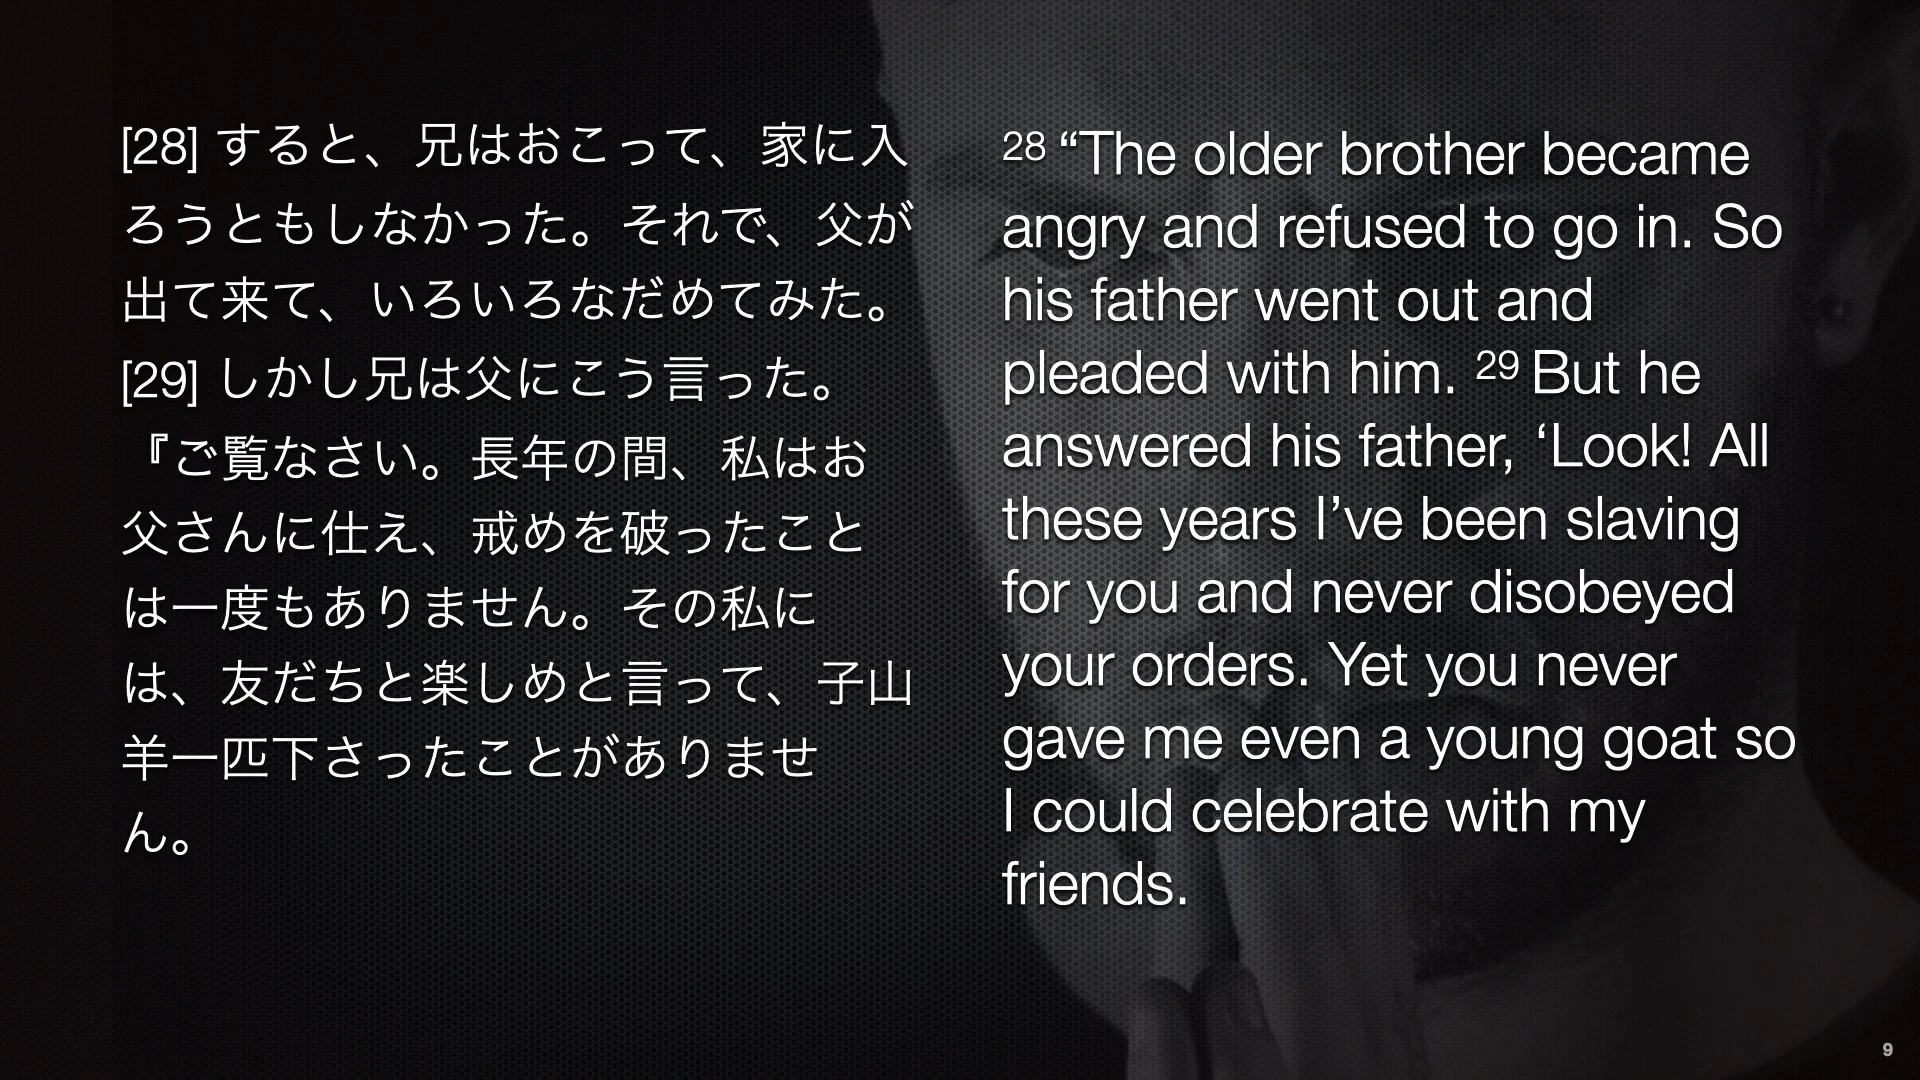 [28] すると、兄はおこって、家に入
ろうともしなかった。それで、父が
出て来て、いろいろなだめてみた。
[29] しかし兄は父にこう言った。
『ご覧なさい。長年の間、私はお
父さんに仕え、戒めを破ったこと
は一度もありません。その私に
は、友だちと楽しめと言って、子山
羊一匹下さったことがありませ
ん。
28 “The older brother became
angry and refused to go in. So
his father went out and
pleaded with him. 29 But he
answered his father, ‘Look! All
these years I’ve been slaving
for you and never disobeyed
your orders. Yet you never
gave me even a young goat so
I could celebrate with my
friends.
9